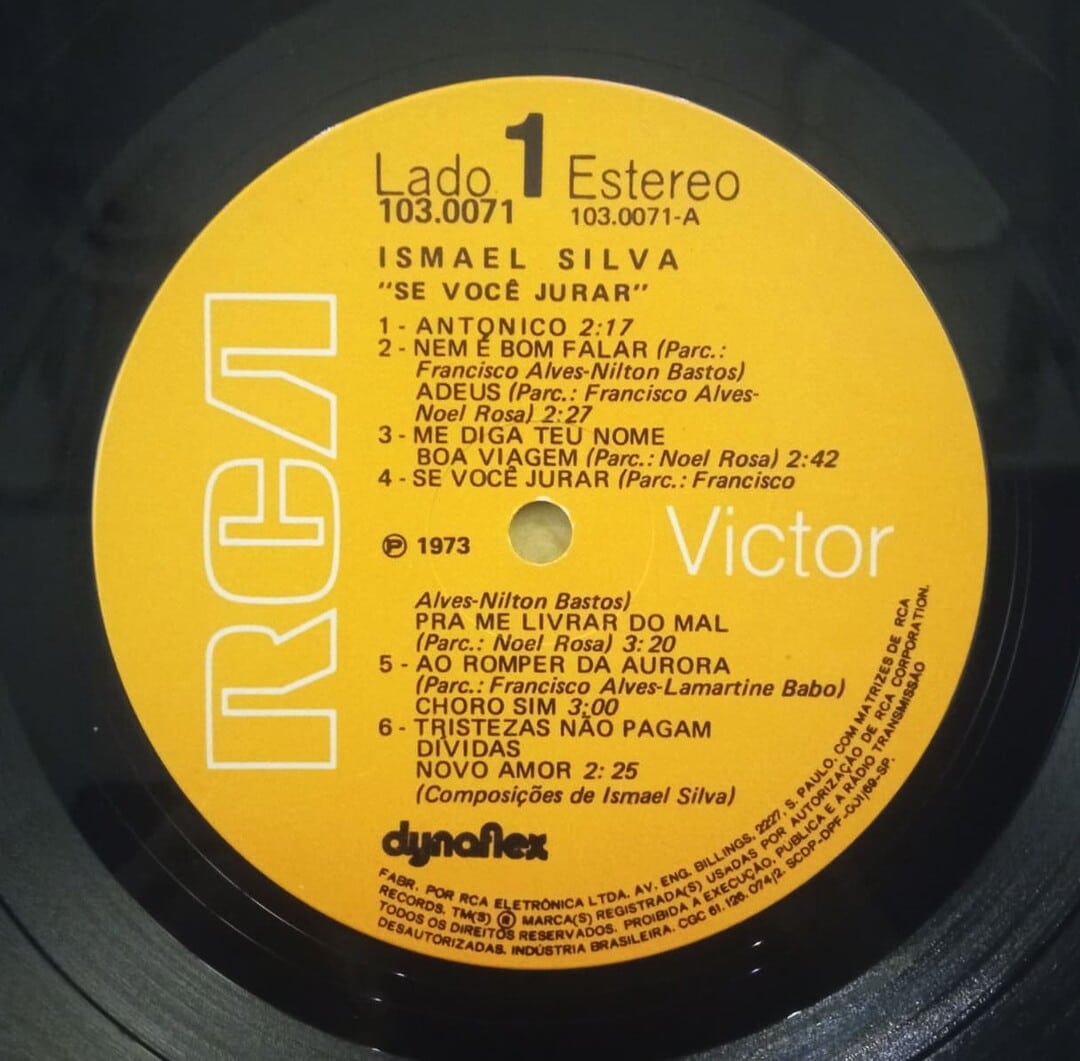 Lado 1 Estereo
103.0071 103.0071-A
ISMAEL SILVA
"SE VOCÊ JURAR"
1 - ANTONICO 2:17
2 - NEM É BOM FALAR (Parc.:
Francisco Alves-Nilton Bastos)
ADEUS (Parc.: Francisco Alves-
Noel Rosa) 2:27
3 - ME DIGA TEU NOME
BOA VIAGEM (Parc.: Noel Rosa) 2:42
4 - SE VOCÊ JURAR (Parc.: Francisco
RCA
Victor
℗ 1973
Alves-Nilton Bastos)
PRA ME LIVRAR DO MAL
(Parc.: Noel Rosa) 3:20
5 - AO ROMPER DA AURORA
(Parc.: Francisco Alves-Lamartine Babo)
CHORO SIM 3:00
6 - TRISTEZAS NÃO PAGAM
DÍVIDAS
NOVO AMOR 2:25
(Composições de Ismael Silva)
dynaflex
FABR. POR RCA ELETRÔNICA LTDA. AV. ENG. BILLINGS, 2227, S. PAULO, COM MATRIZES DE RCA
RECORDS. TM(S) ® MARCA(S) REGISTRADA(S) USADAS POR AUTORIZAÇÃO DE RCA CORPORATION.
TODOS OS DIREITOS RESERVADOS. PROIBIDA A EXECUÇÃO, PÚBLICA E A RÁDIO TRANSMISSÃO
DESAUTORIZADAS. INDÚSTRIA BRASILEIRA. CGC 61.126.074/2. SCDP-DPF-001/69-SP.